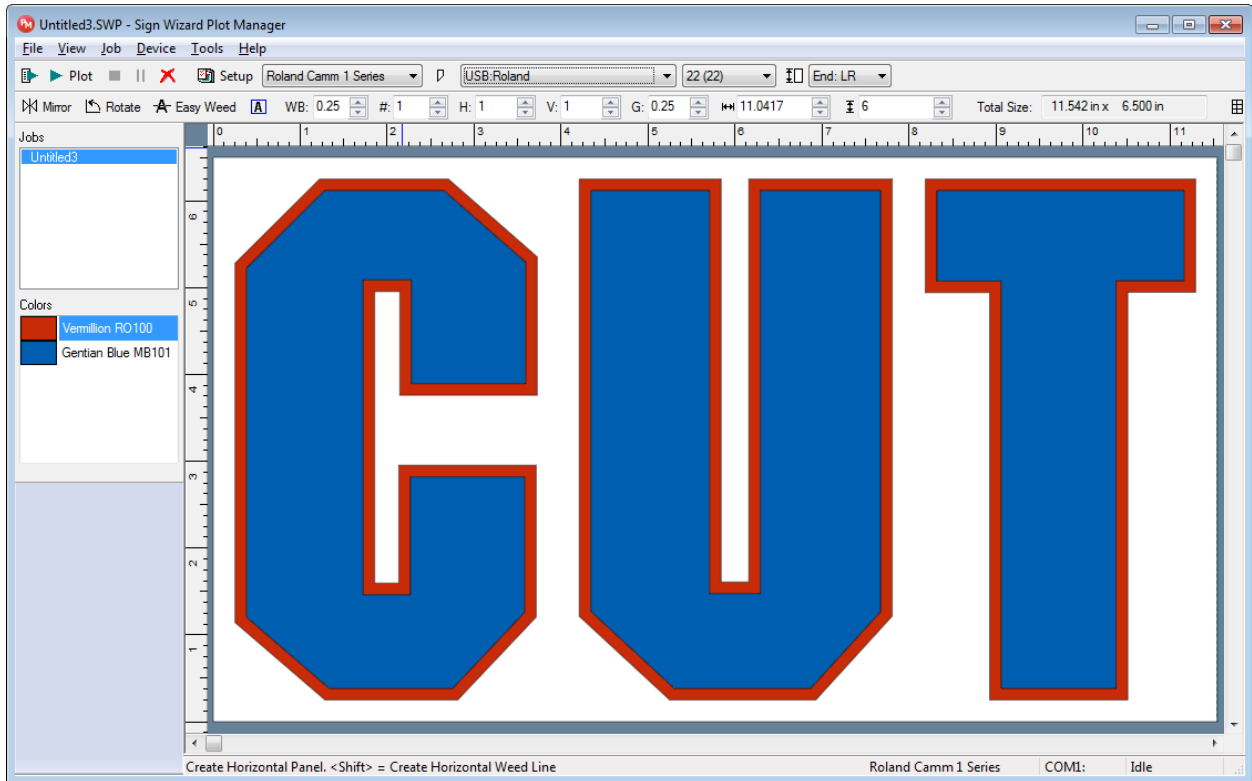 Untitled3.SWP - Sign Wizard Plot Manager
File View Job Device Tools Help
Plot Setup Roland Camm 1 Series USB:Roland 22 (22) End: LR
Mirror Rotate A Easy Weed A WB: 0.25 #: 1 H: 1 V: 1 G: 0.25 11.0417 6 Total Size: 11.542 in x 6.500 in
Jobs
Untitled3
0 1 2 3 4 5 6 7 8 9 10 11
6
5
4
3
2
1
Colors
Vermillion RO100
Gentian Blue MB101
CUT
Create Horizontal Panel. <Shift> = Create Horizontal Weed Line Roland Camm 1 Series COM1: Idle